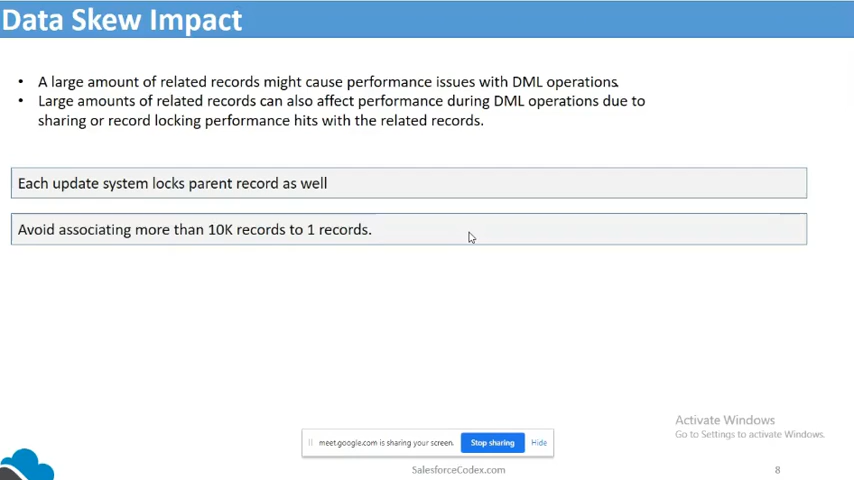 Data Skew Impact
• A large amount of related records might cause performance issues with DML operations.
• Large amounts of related records can also affect performance during DML operations due to
sharing or record locking performance hits with the related records.
Each update system locks parent record as well
Avoid associating more than 10K records to 1 records.
Activate Windows
Go to Settings to activate Windows.
meet.google.com is sharing your screen.
Stop sharing
Hide
SalesforceCodex.com
8